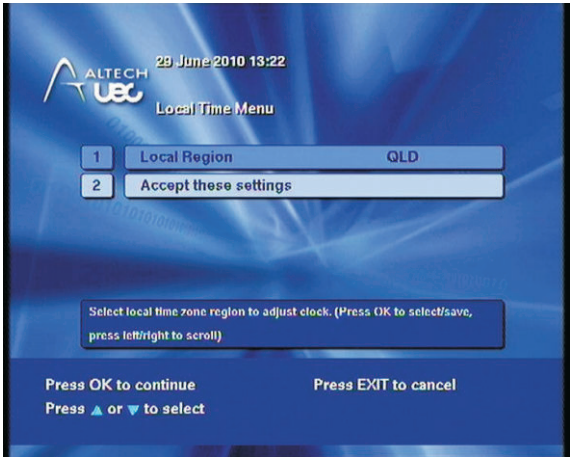 29 June 2010 13:22
ALTECH
UEC
Local Time Menu
1 Local Region QLD
2 Accept these settings
Select local time zone region to adjust clock. (Press OK to select/save,
press left/right to scroll)
Press OK to continue Press EXIT to cancel
Press ▲ or ▼ to select